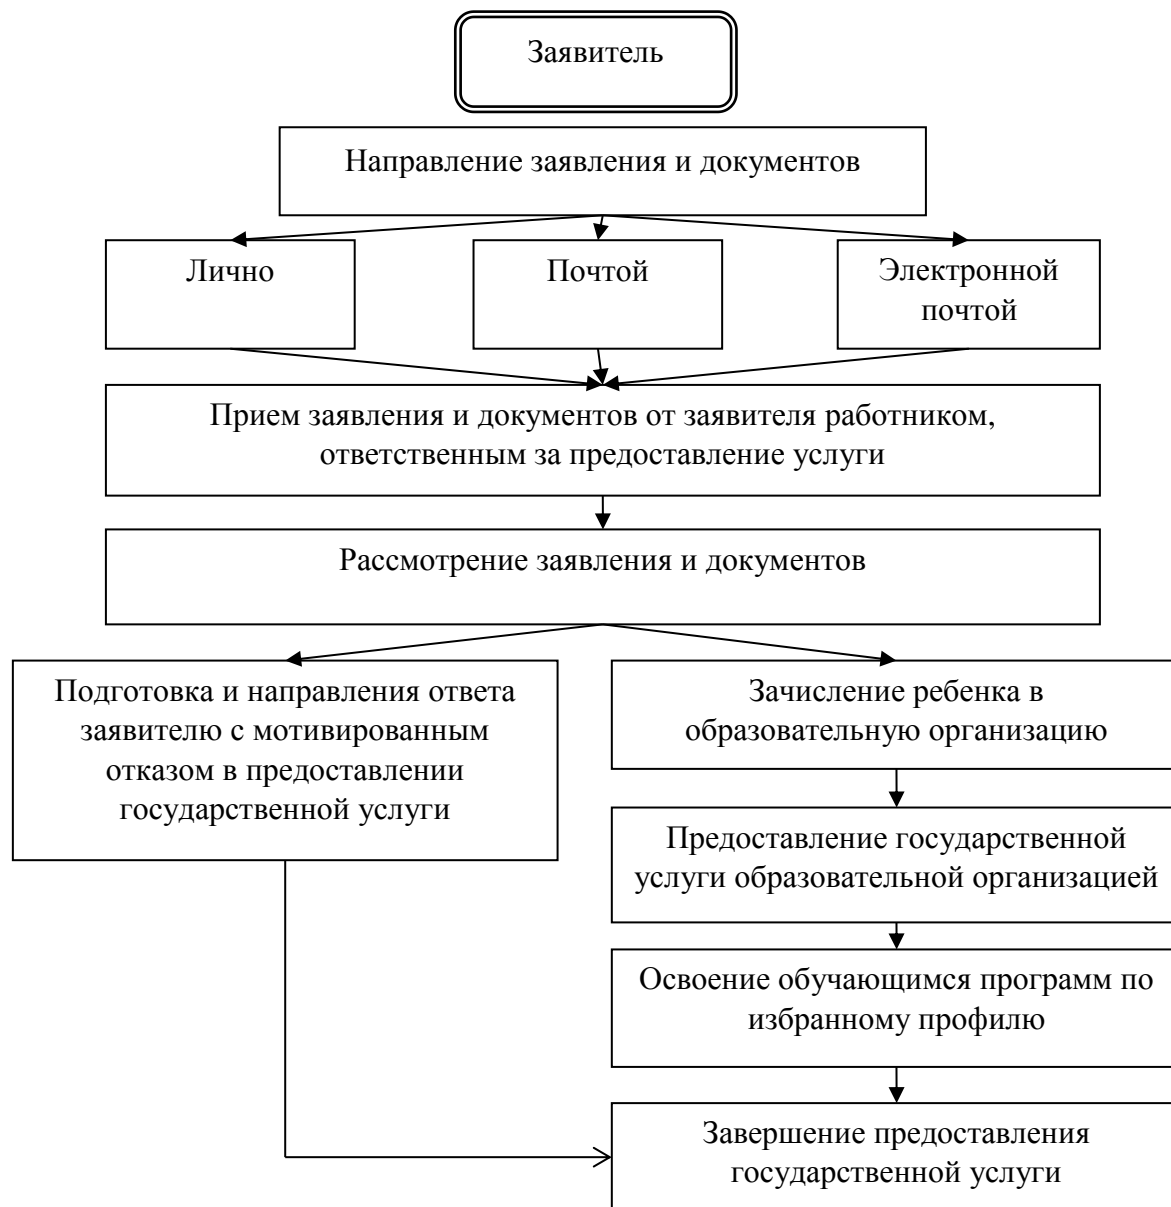 Заявитель
Направление заявления и документов
Лично
Почтой
Электронной
почтой
Прием заявления и документов от заявителя работником,
ответственным за предоставление услуги
Рассмотрение заявления и документов
Подготовка и направления ответа
заявителю с мотивированным
отказом в предоставлении
государственной услуги
Зачисление ребенка в
образовательную организацию
Предоставление государственной
услуги образовательной организацией
Освоение обучающимся программ по
избранному профилю
Завершение предоставления
государственной услуги